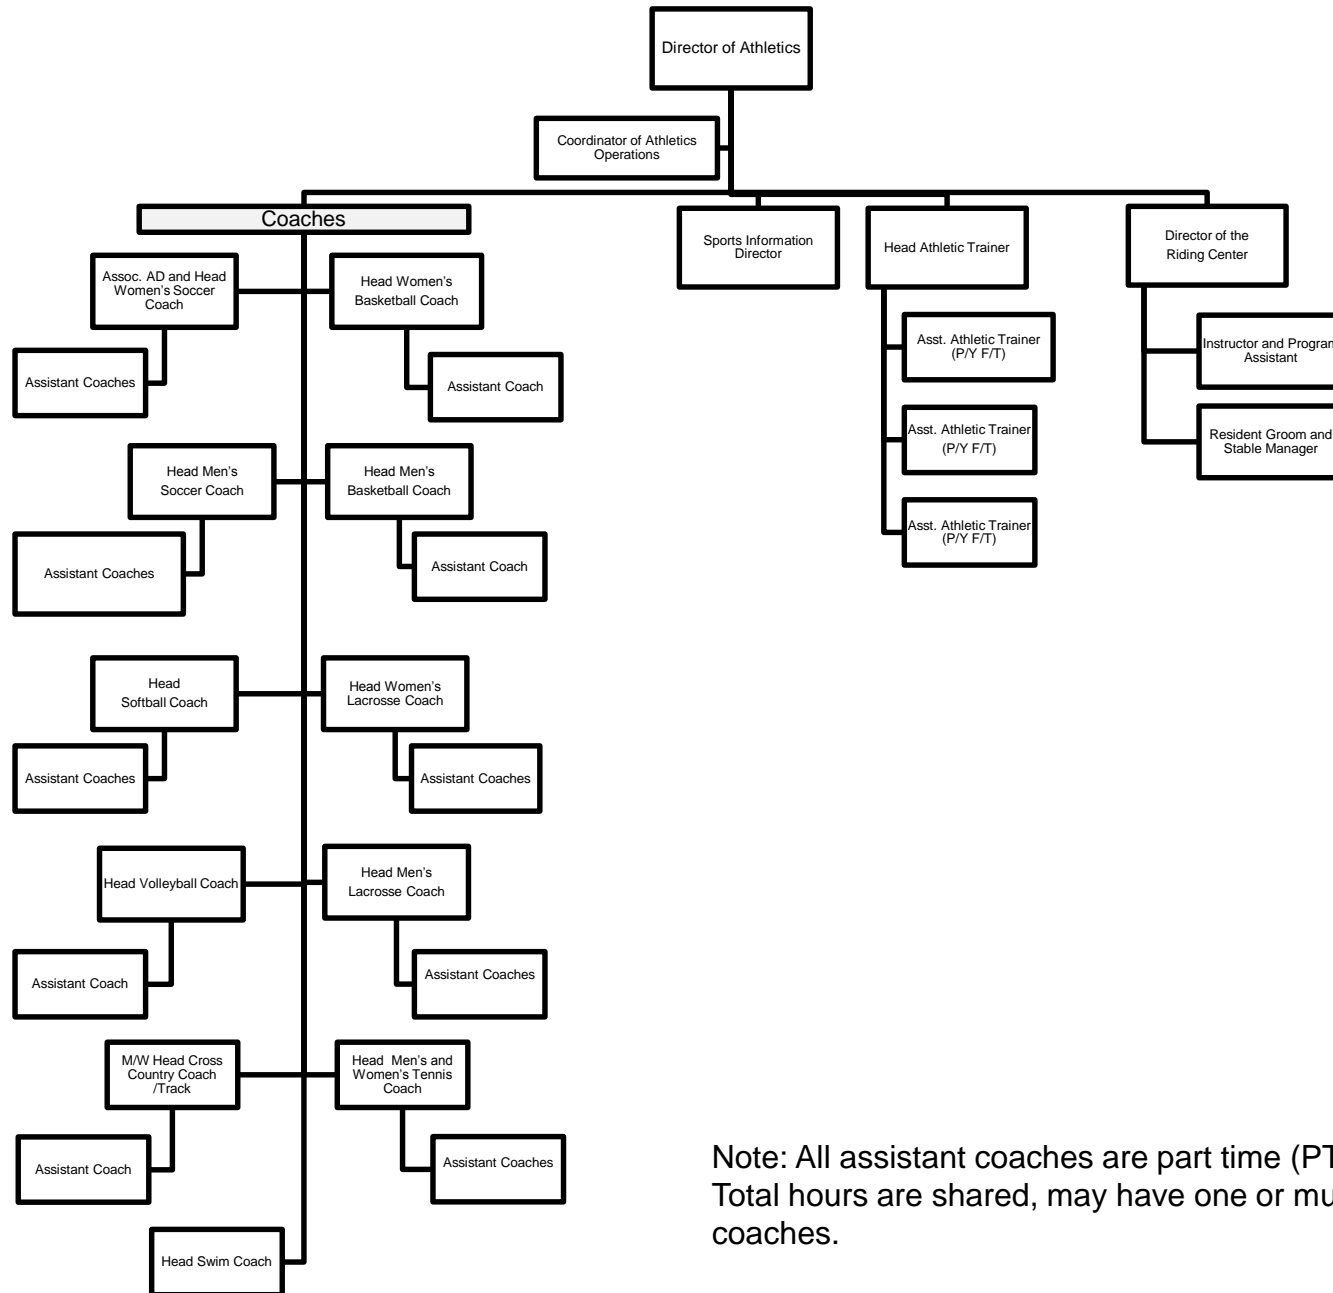 Director of Athletics
Coordinator of Athletics
Operations
Coaches
Sports Information
Director
Head Athletic Trainer
Director of the
Riding Center
Assoc. AD and Head
Women's Soccer
Coach
Head Women's
Basketball Coach
Assistant Coaches
Assistant Coach
Asst. Athletic Trainer
(P/Y F/T)
Asst. Athletic Trainer
(P/Y F/T)
Asst. Athletic Trainer
(P/Y F/T)
Instructor and Program
Assistant
Resident Groom and
Stable Manager
Head Men's
Soccer Coach
Head Men's
Basketball Coach
Assistant Coaches
Assistant Coach
Head
Softball Coach
Head Women's
Lacrosse Coach
Assistant Coaches
Assistant Coaches
Head Volleyball Coach
Head Men's
Lacrosse Coach
Assistant Coach
Assistant Coaches
M/W Head Cross
Country Coach
/Track
Head Men's and
Women's Tennis
Coach
Assistant Coach
Assistant Coaches
Head Swim Coach
Note: All assistant coaches are part time (PT
Total hours are shared, may have one or
coaches.